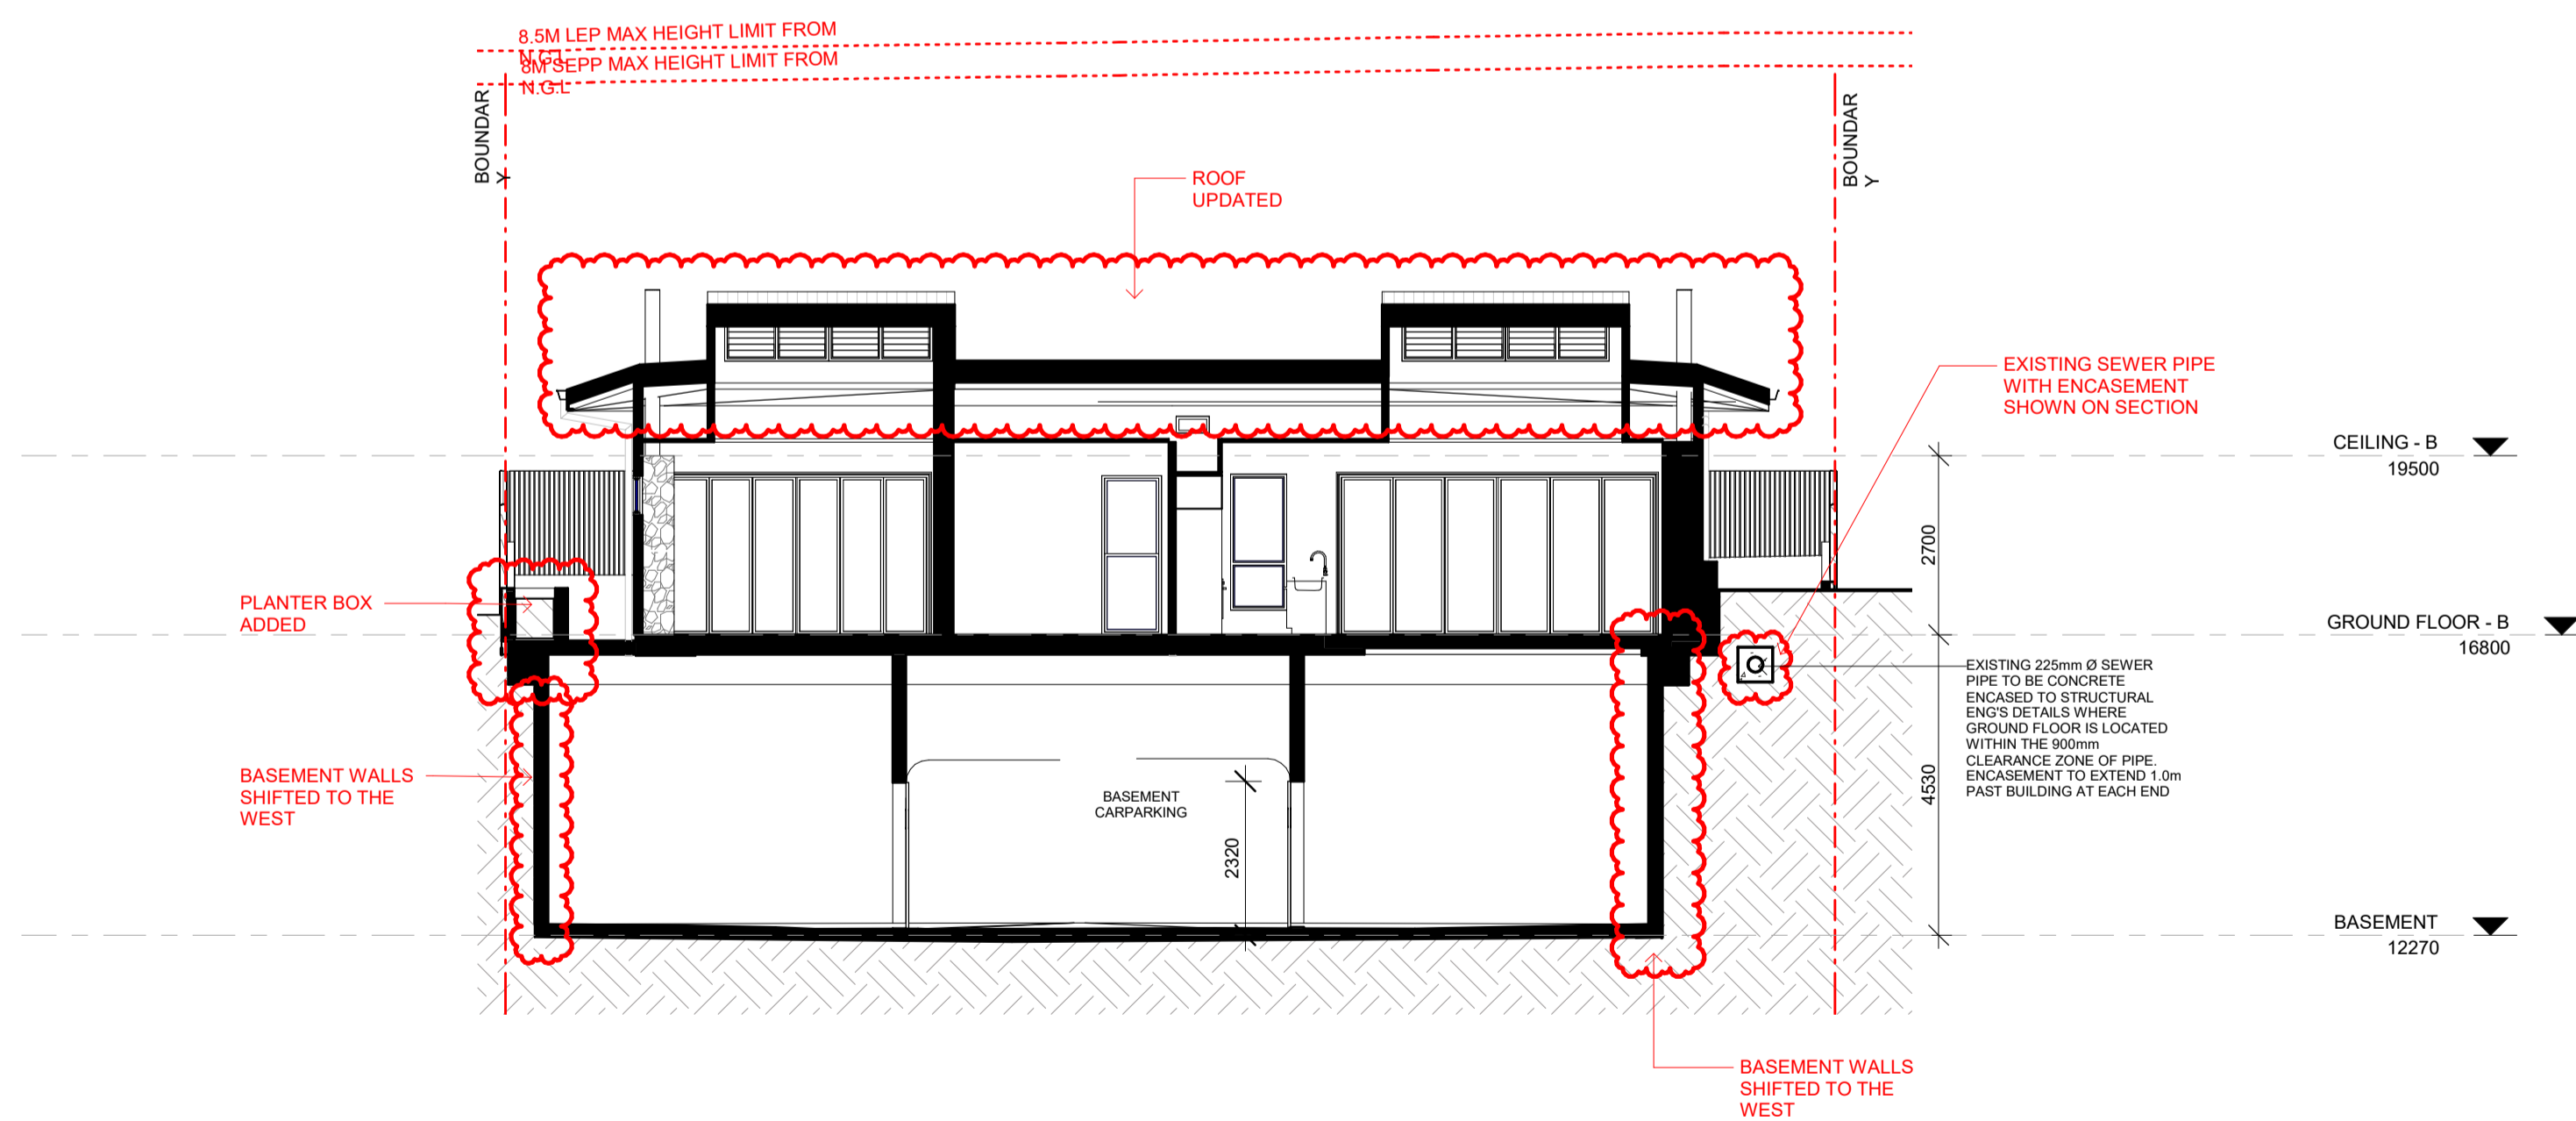 8.5M LEP MAX HEIGHT LIMIT FROM
N.G.L
8M SEPP MAX HEIGHT LIMIT FROM
N.G.L
BOUNDAR
Y
BOUNDAR
Y
ROOF
UPDATED
EXISTING SEWER PIPE
WITH ENCASEMENT
SHOWN ON SECTION
CEILING - B
19500
2700
PLANTER BOX
ADDED
GROUND FLOOR - B
16800
EXISTING 225mm Ø SEWER
PIPE TO BE CONCRETE
ENCASED TO STRUCTURAL
ENG'S DETAILS WHERE
GROUND FLOOR IS LOCATED
WITHIN THE 900mm
CLEARANCE ZONE OF PIPE.
ENCASEMENT TO EXTEND 1.0m
PAST BUILDING AT EACH END
BASEMENT WALLS
SHIFTED TO THE
WEST
BASEMENT
CARPARKING
2320
4530
BASEMENT
12270
BASEMENT WALLS
SHIFTED TO THE
WEST